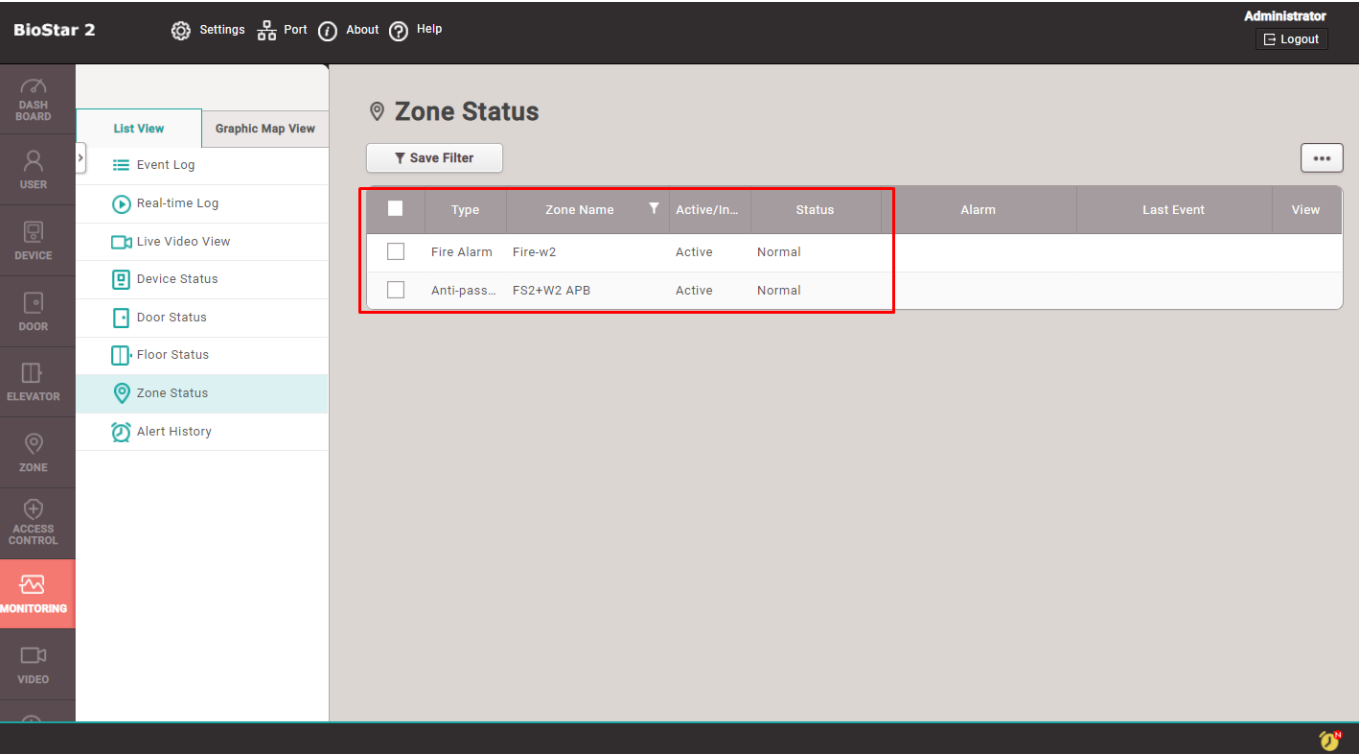 BioStar 2
Settings
Port
About
Help
Administrator
Logout
DASH
BOARD
USER
DEVICE
DOOR
ELEVATOR
ZONE
ACCESS
CONTROL
MONITORING
VIDEO
List View
Graphic Map View
Event Log
Real-time Log
Live Video View
Device Status
Door Status
Floor Status
Zone Status
Alert History
Zone Status
Save Filter
Type Zone Name Active/In... Status Alarm Last Event View
Fire Alarm Fire-w2 Active Normal
Anti-pass... FS2+W2 APB Active Normal
N